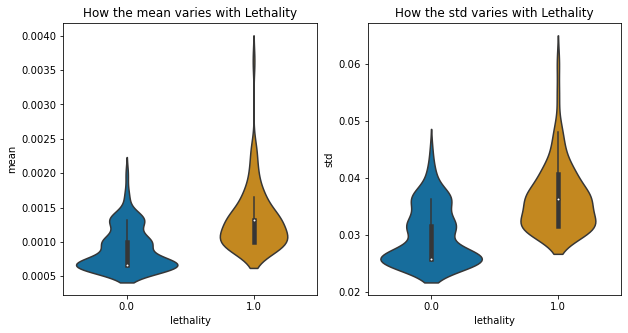 How the mean varies with Lethality
mean
0.0040
0.0035
0.0030
0.0025
0.0020
0.0015
0.0010
0.0005
0.0
1.0
lethality
How the std varies with Lethality
std
0.06
0.05
0.04
0.03
0.02
0.0
1.0
lethality